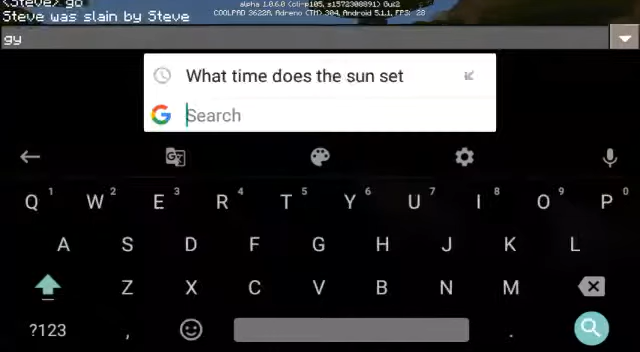 <Steve> go
Steve was slain by Steve
alpha 1.0.6.0 (cli-p105, s1572308891) Gui2
COOLPAD 3622A, Adreno (TM) 304, Android 5.1.1, FPS: 28
gy
What time does the sun set
Search
Q 1 W 2 E 3 R 4 T 5 Y 6 U 7 I 8 O 9 P 0
A S D F G H J K L
Z X C V B N M
?123 , .